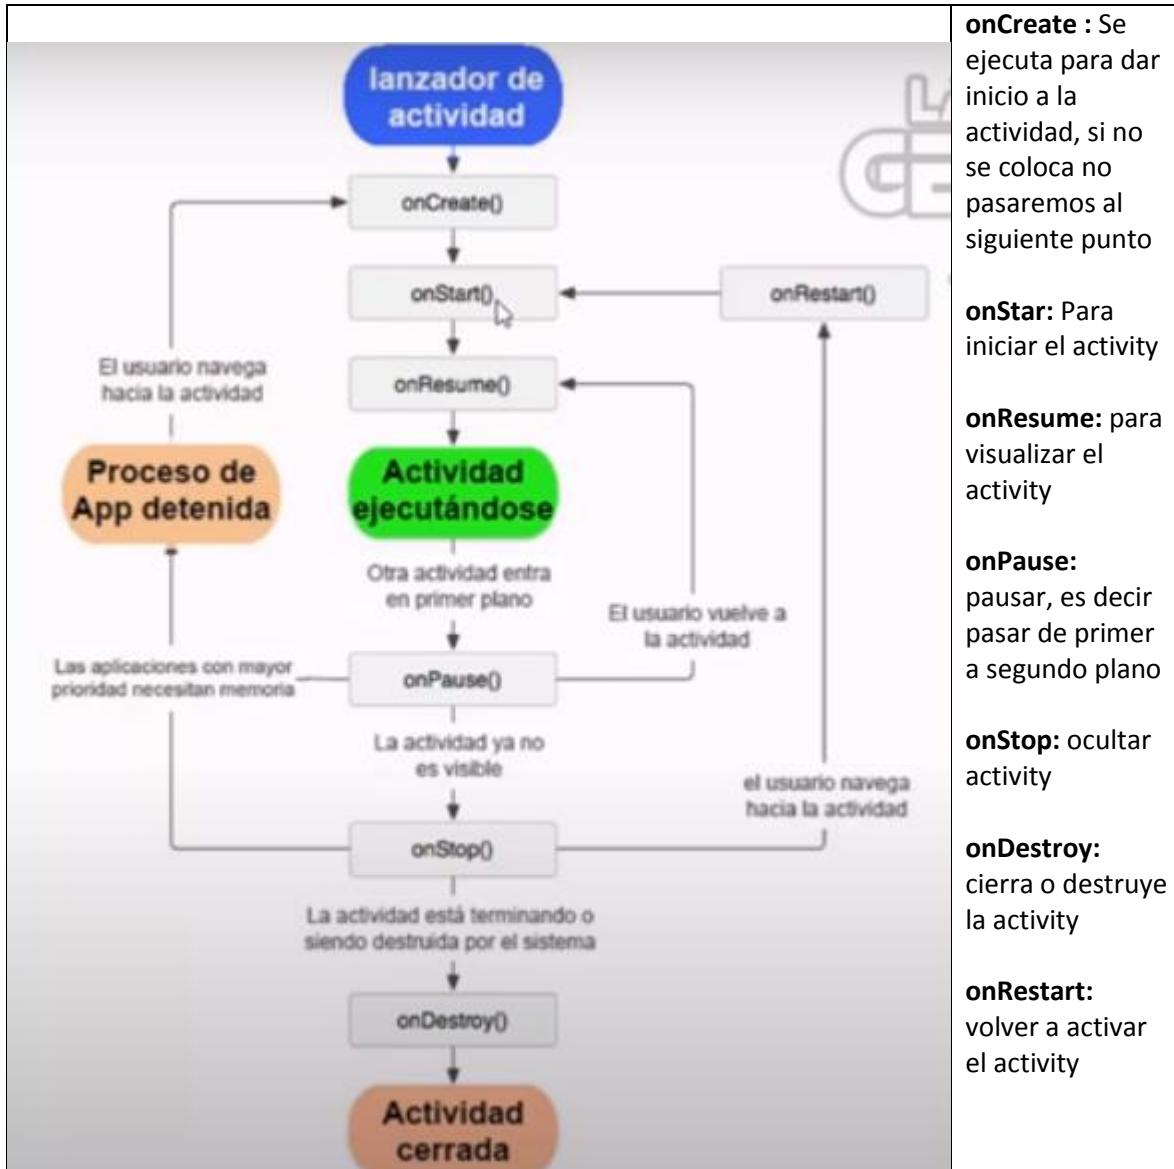 lanzador de
actividad
onCreate()
onStart()
onRestart()
El usuario navega
hacia la actividad
onResume()
Proceso de
App detenida
Actividad
ejecutándose
Otra actividad entra
en primer plano
El usuario vuelve a
la actividad
Las aplicaciones con mayor
prioridad necesitan memoria
onPause()
La actividad ya no
es visible
el usuario navega
hacia la actividad
onStop()
La actividad está terminando o
siendo destruida por el sistema
onDestroy()
Actividad
cerrada
onCreate : Se
ejecuta para dar
inicio a la
actividad, si no
se coloca no
pasaremos al
siguiente punto
onStar: Para
iniciar el activity
onResume: para
visualizar el
activity
onPause:
pausar, es decir
pasar de primer
a segundo plano
onStop: ocultar
activity
onDestroy:
cierra o destruye
la activity
onRestart:
volver a activar
el activity